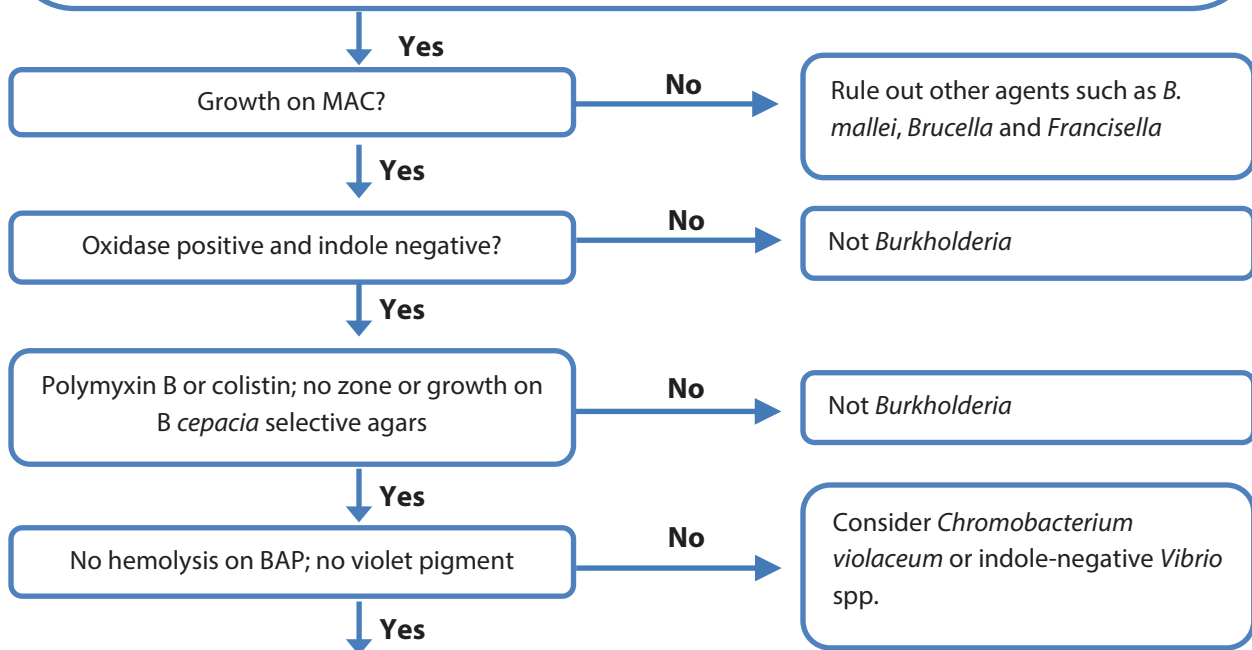 Yes
Growth on MAC?
No
Rule out other agents such as B.
mallei, Brucella and Francisella
Yes
Oxidase positive and indole negative?
No
Not Burkholderia
Yes
Polymyxin B or colistin; no zone or growth on
B cepacia selective agars
No
Not Burkholderia
Yes
No hemolysis on BAP; no violet pigment
No
Consider Chromobacterium
violaceum or indole-negative Vibrio
spp.
Yes